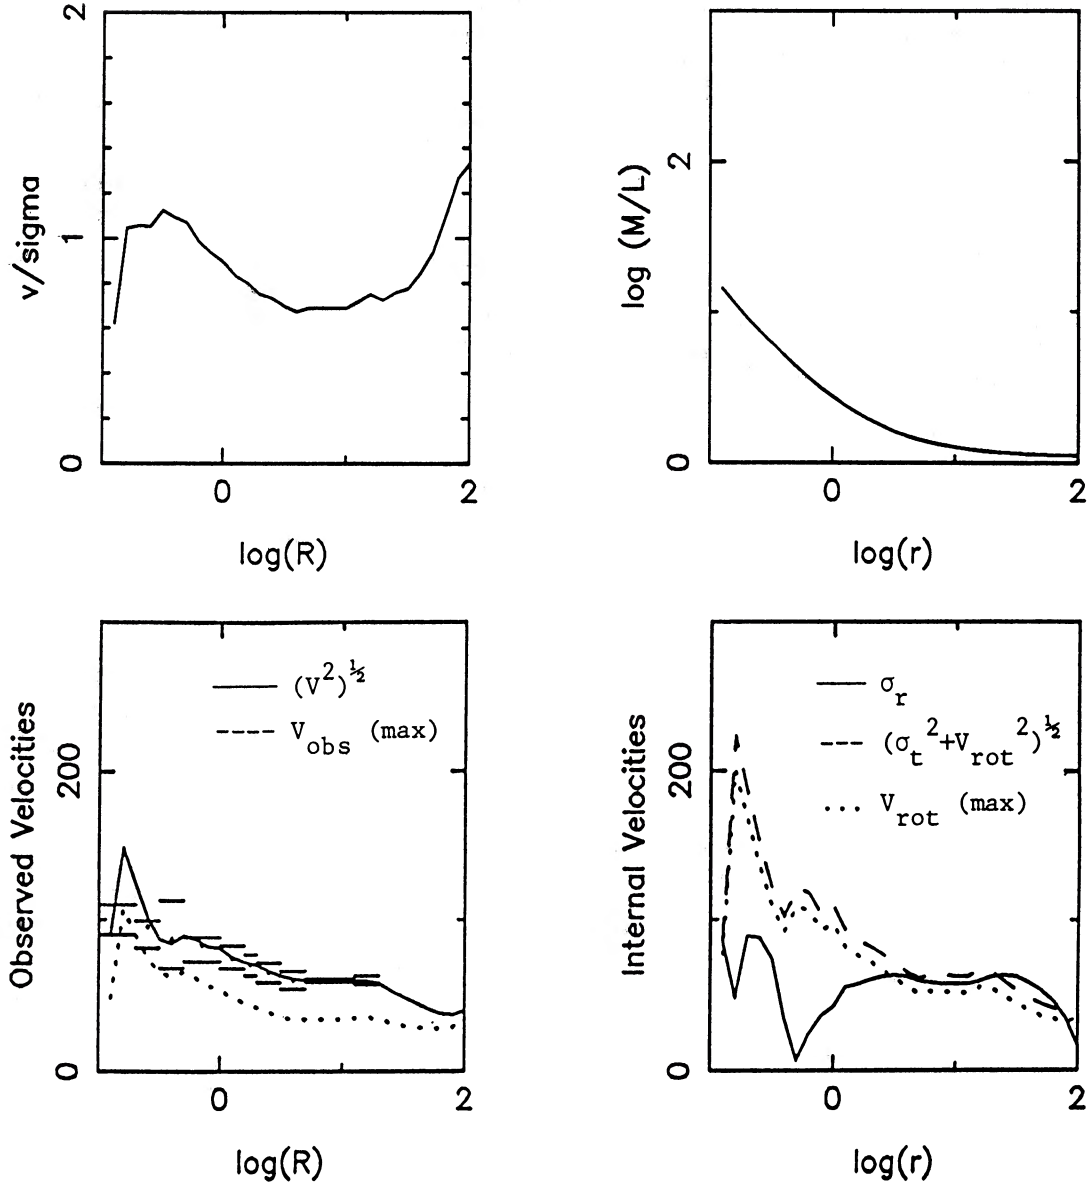 2
1
0
v/sigma
0
2
log(R)
2
0
log (M/L)
0
2
log(r)
200
0
Observed Velocities
(V²)^½
V_obs (max)
0
2
log(R)
200
0
Internal Velocities
σ_r
(σ_t²+V_rot²)^½
V_rot (max)
0
2
log(r)